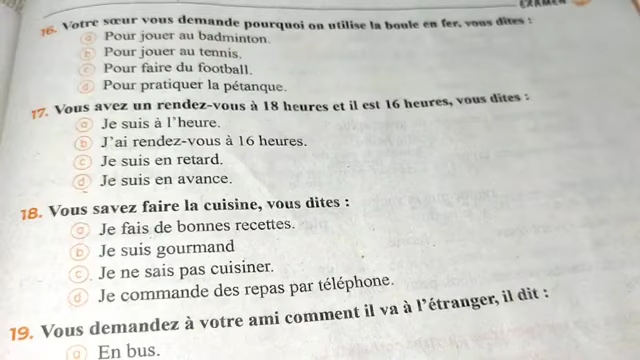 EXAMEN
16. Votre sœur vous demande pourquoi on utilise la boule en fer, vous dites :
a Pour jouer au badminton.
b Pour jouer au tennis.
c Pour faire du football.
d Pour pratiquer la pétanque.
17. Vous avez un rendez-vous à 18 heures et il est 16 heures, vous dites :
a Je suis à l'heure.
b J'ai rendez-vous à 16 heures.
c Je suis en retard.
d Je suis en avance.
18. Vous savez faire la cuisine, vous dites :
a Je fais de bonnes recettes.
b Je suis gourmand
c. Je ne sais pas cuisiner.
d Je commande des repas par téléphone.
19. Vous demandez à votre ami comment il va à l'étranger, il dit :
a En bus.